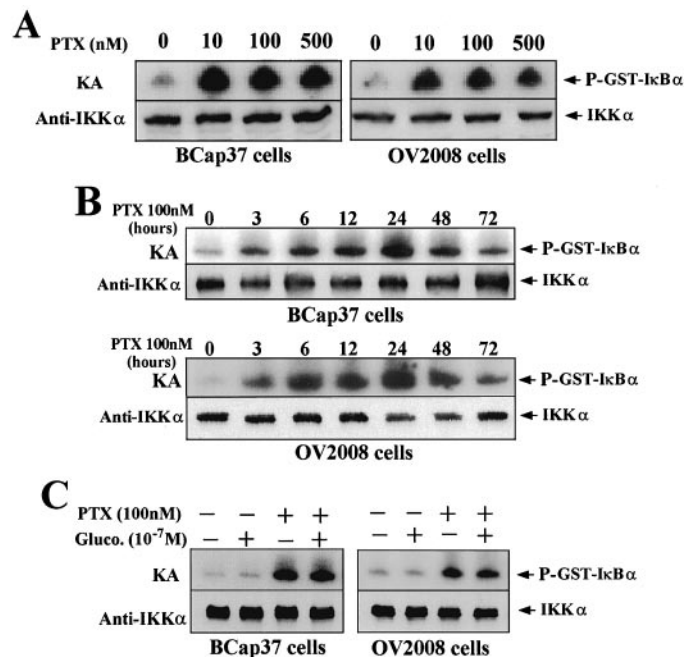 A
PTX (nM) 0 10 100 500 0 10 100 500
KA P-GST-IκBα
Anti-IKKα IKKα
BCap37 cells OV2008 cells
B
PTX 100nM (hours) 0 3 6 12 24 48 72
KA P-GST-IκBα
Anti-IKKα IKKα
BCap37 cells
PTX 100nM (hours) 0 3 6 12 24 48 72
KA P-GST-IκBα
Anti-IKKα IKKα
OV2008 cells
C
PTX (100nM) − − + + − − + +
Gluco. (10⁻⁷M) − + − + − + − +
KA P-GST-IκBα
Anti-IKKα IKKα
BCap37 cells OV2008 cells